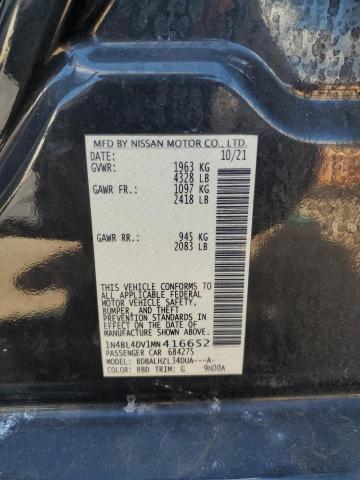 MFD BY NISSAN MOTOR CO., LTD.
DATE: 10/21
GVWR: 1963 KG
4328 LB
GAWR FR: 1097 KG
2418 LB
GAWR RR: 945 KG
2083 LB
THIS VEHICLE CONFORMS TO
ALL APPLICABLE FEDERAL
MOTOR VEHICLE SAFETY,
BUMPER, AND THEFT
PREVENTION STANDARDS IN
EFFECT ON THE DATE OF
MANUFACTURE SHOWN ABOVE.
1N4BL4DV1MN416652
PASSENGER CAR 684275
MODEL: BDBALHZL34DUA---A-
COLOR: RBD TRIM: G 9N00A